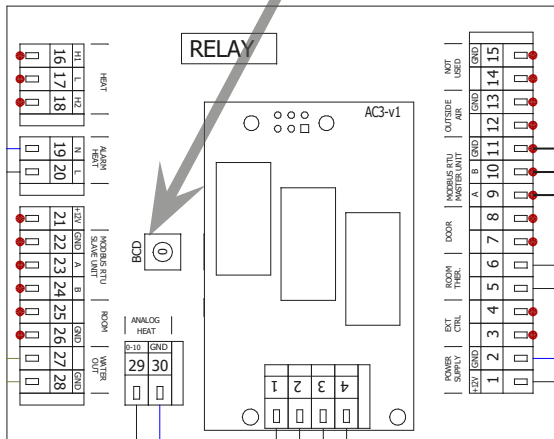 RELAY
AC3-v1
16 H1
17 L
18 H2
HEAT
19 N
20 L
ALARM
HEAT
21 +12V
22 GND
23 A
24 B
MODBUS RTU
SLAVE UNIT
25
26 GND
ROOM
27
28 GND
WATER
OUT
BCD
0
ANALOG
HEAT
0-10 GND
29 30
1 2 3 4
NOT
USED
15 GND
14
OUTSIDE
AIR
13 GND
12
MODBUS RTU
MASTER UNIT
11 GND
10 B
9 A
DOOR
8
7
ROOM
THER.
6
5
EXT
CTRL
4
3
POWER
SUPPLY
2 GND
1 +12V